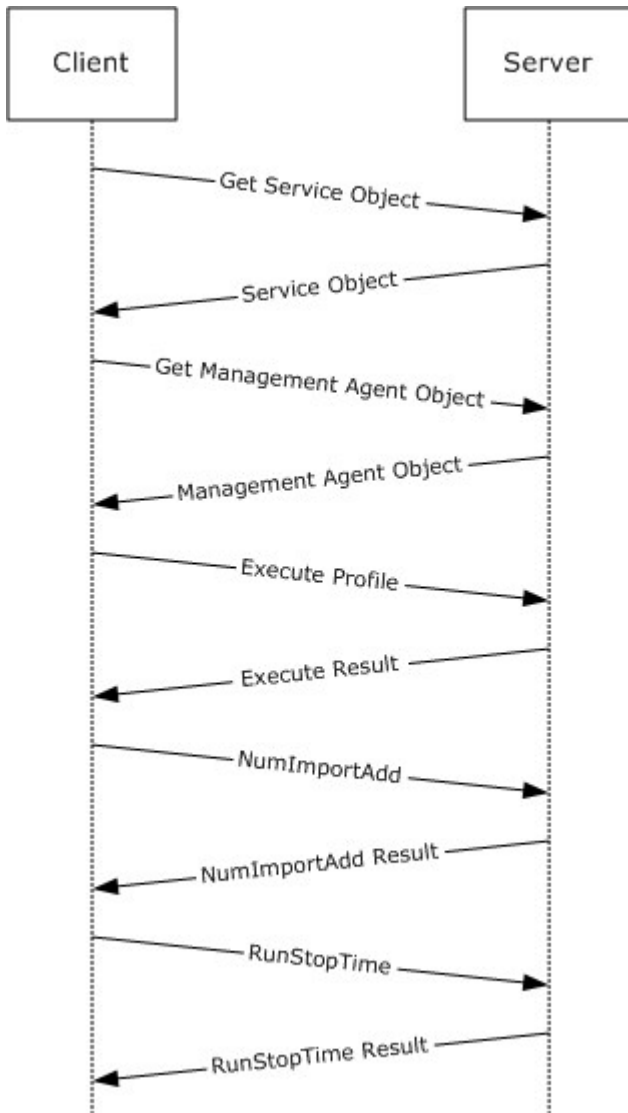 Client
Server
Get Service Object
Service Object
Get Management Agent Object
Management Agent Object
Execute Profile
Execute Result
NumImportAdd
NumImportAdd Result
RunStopTime
RunStopTime Result